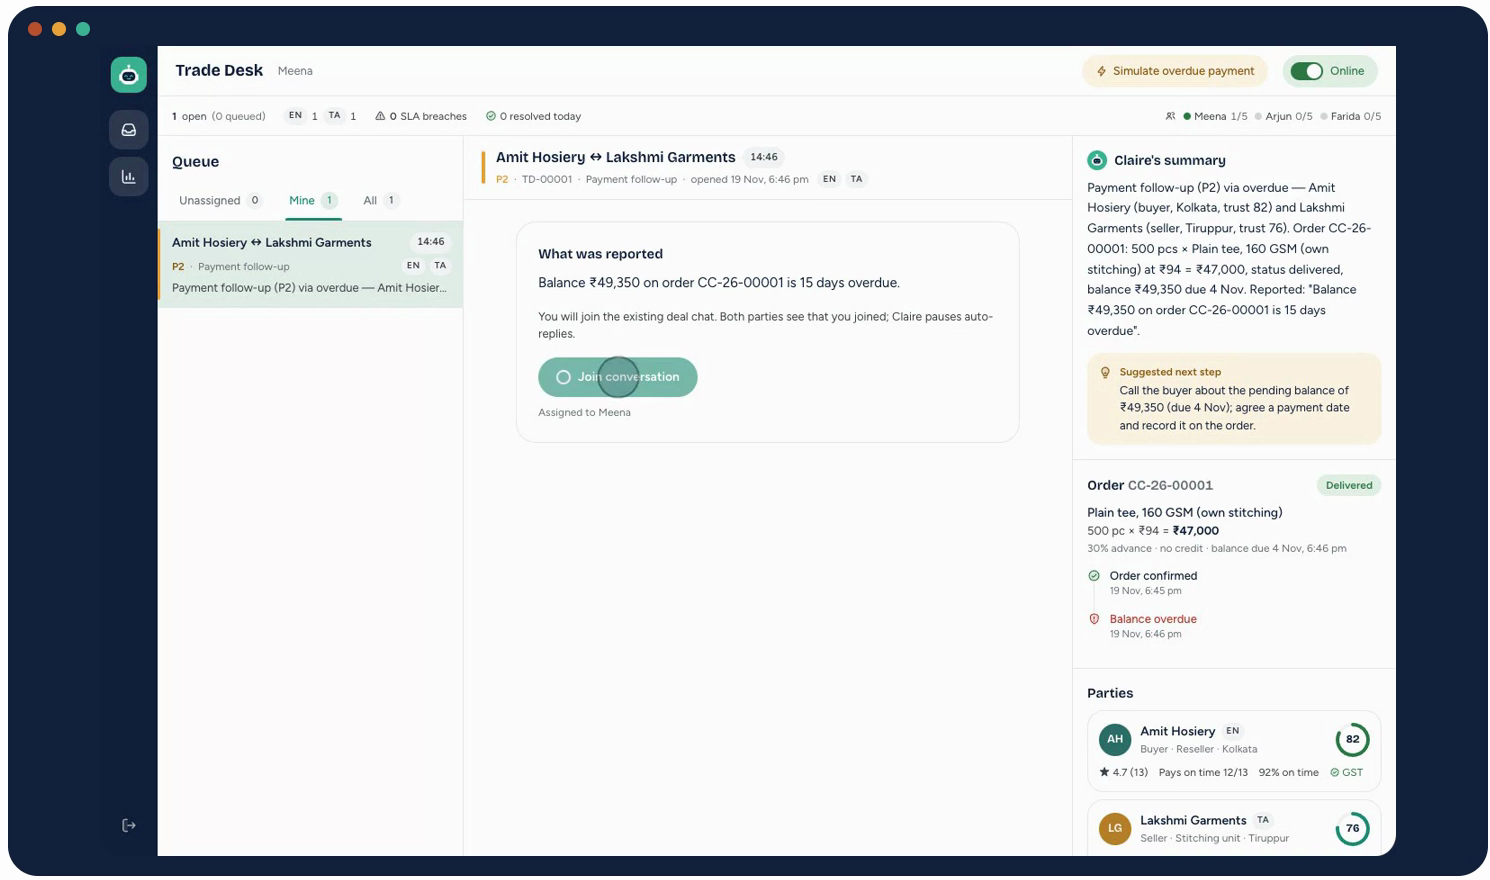 Trade Desk Meena
Simulate overdue payment
Online
1 open (0 queued) EN 1 TA 1 0 SLA breaches 0 resolved today
Meena 1/5 Arjun 0/5 Farida 0/5
Queue
Unassigned 0 Mine 1 All 1
Amit Hosiery ↔ Lakshmi Garments 14:46
P2 · Payment follow-up EN TA
Payment follow-up (P2) via overdue — Amit Hosier...
Amit Hosiery ↔ Lakshmi Garments 14:46
P2 · TD-00001 · Payment follow-up · opened 19 Nov, 6:46 pm EN TA
What was reported
Balance ₹49,350 on order CC-26-00001 is 15 days overdue.
You will join the existing deal chat. Both parties see that you joined; Claire pauses auto-
replies.
Join conversation
Assigned to Meena
Claire's summary
Payment follow-up (P2) via overdue — Amit
Hosiery (buyer, Kolkata, trust 82) and Lakshmi
Garments (seller, Tiruppur, trust 76). Order CC-26-
00001: 500 pcs × Plain tee, 160 GSM (own
stitching) at ₹94 = ₹47,000, status delivered,
balance ₹49,350 due 4 Nov. Reported: "Balance
₹49,350 on order CC-26-00001 is 15 days
overdue".
Suggested next step
Call the buyer about the pending balance of
₹49,350 (due 4 Nov); agree a payment date
and record it on the order.
Order CC-26-00001 Delivered
Plain tee, 160 GSM (own stitching)
500 pc × ₹94 = ₹47,000
30% advance · no credit · balance due 4 Nov, 6:46 pm
Order confirmed
19 Nov, 6:45 pm
Balance overdue
19 Nov, 6:46 pm
Parties
AH Amit Hosiery EN 82
Buyer · Reseller · Kolkata
4.7 (13) Pays on time 12/13 92% on time GST
LG Lakshmi Garments TA 76
Seller · Stitching unit · Tiruppur